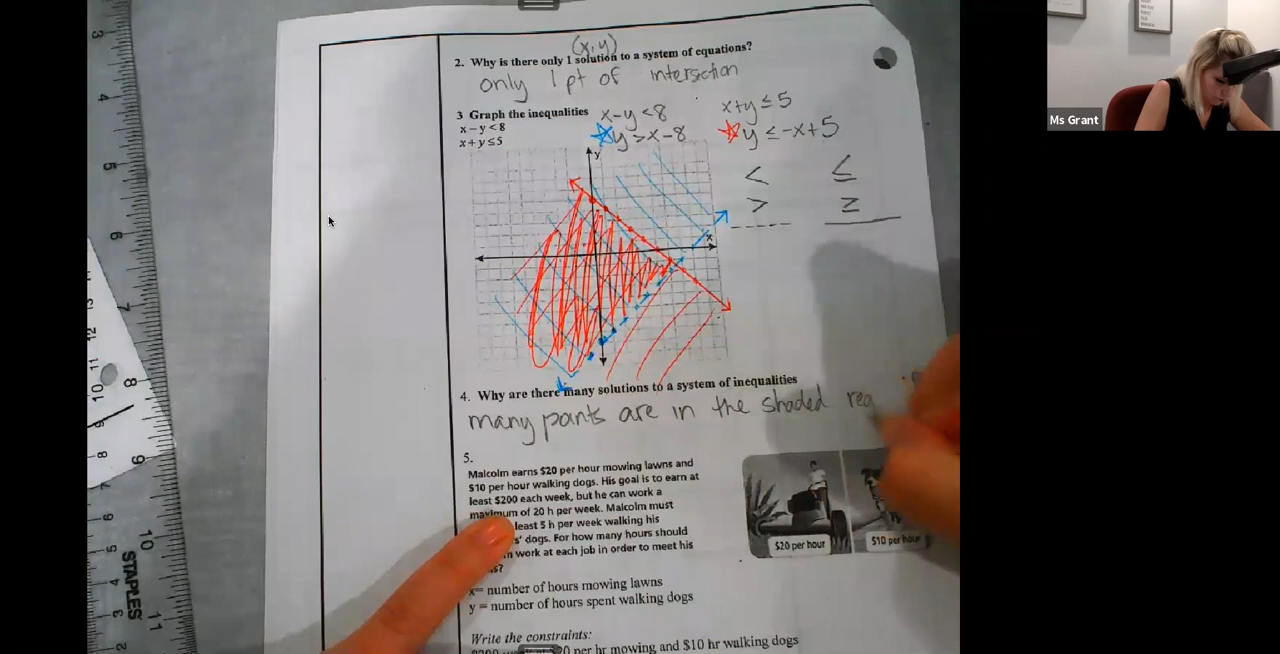 (x,y)
2. Why is there only 1 solution to a system of equations?
only 1 pt of intersction
3 Graph the inequalities
x-y<8
x+y≤5
x-y<8
y>x-8
x+y≤5
y≤-x+5
y
x
< ≤
> ≥
4. Why are there many solutions to a system of inequalities
many points are in the shaded reg
5.
Malcolm earns $20 per hour mowing lawns and
$10 per hour walking dogs. His goal is to earn at
least $200 each week, but he can work a
maximum of 20 h per week. Malcolm must
least 5 h per week walking his
s' dogs. For how many hours should
work at each job in order to meet his
s?
x= number of hours mowing lawns
y = number of hours spent walking dogs
Write the constraints:
per hr mowing and $10 hr walking dogs
$20 per hour
$10 per hour
STAPLES
Ms Grant